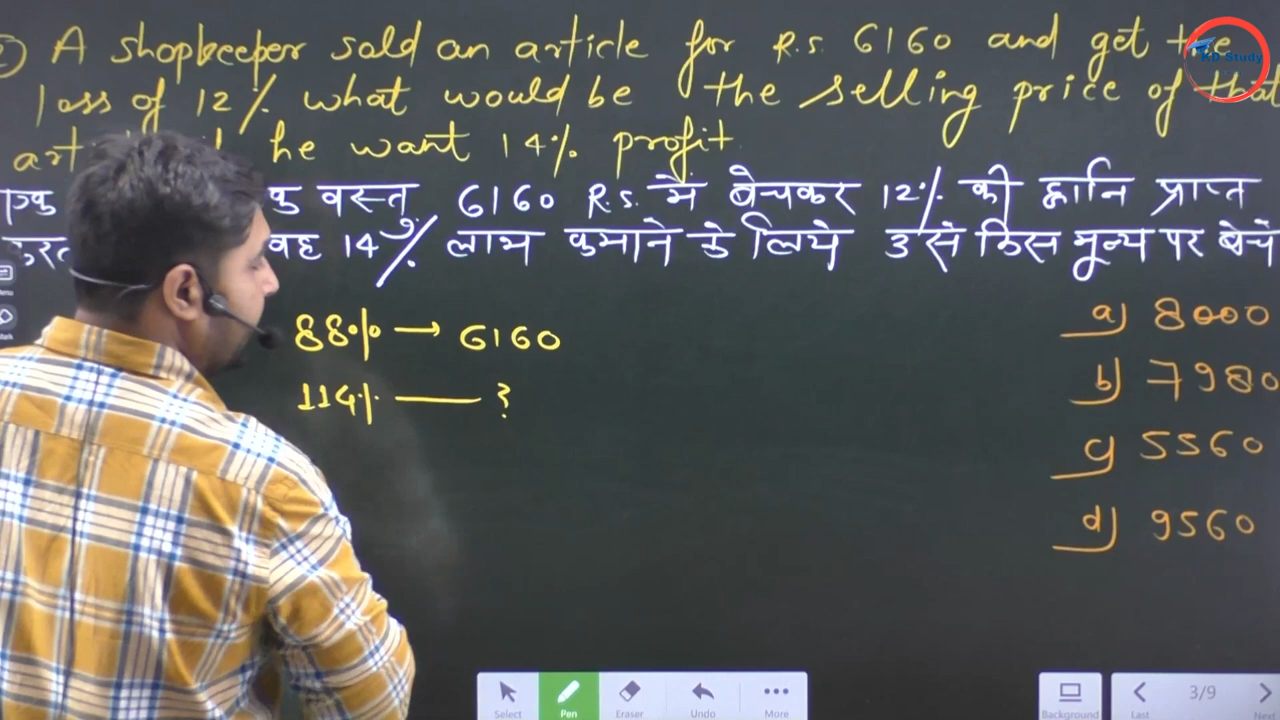 A shopkeeper sold an article for R.S. 6160 and get the
loss of 12% what would be the selling price of that
he want 14% profit
वस्तु 6160 R.S. में बेचकर 12% की हानि प्राप्त
वह 14% लाभ कमाने के लिये उसे किस मूल्य पर बेचे
88% → 6160
114% — ?
a) 8000
b) 7980
c) 5560
d) 9560
KD Study
Select
Pen
Eraser
Undo
More
Background
Last
3/9
Next